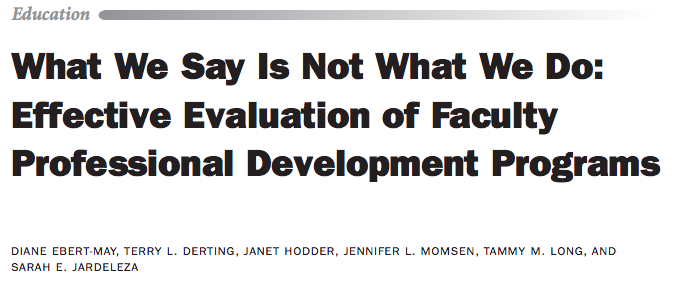 Education
What We Say Is Not What We Do:
Effective Evaluation of Faculty
Professional Development Programs
DIANE EBERT-MAY, TERRY L. DERTING, JANET HODDER, JENNIFER L. MOMSEN, TAMMY M. LONG, AND
SARAH E. JARDELEZA